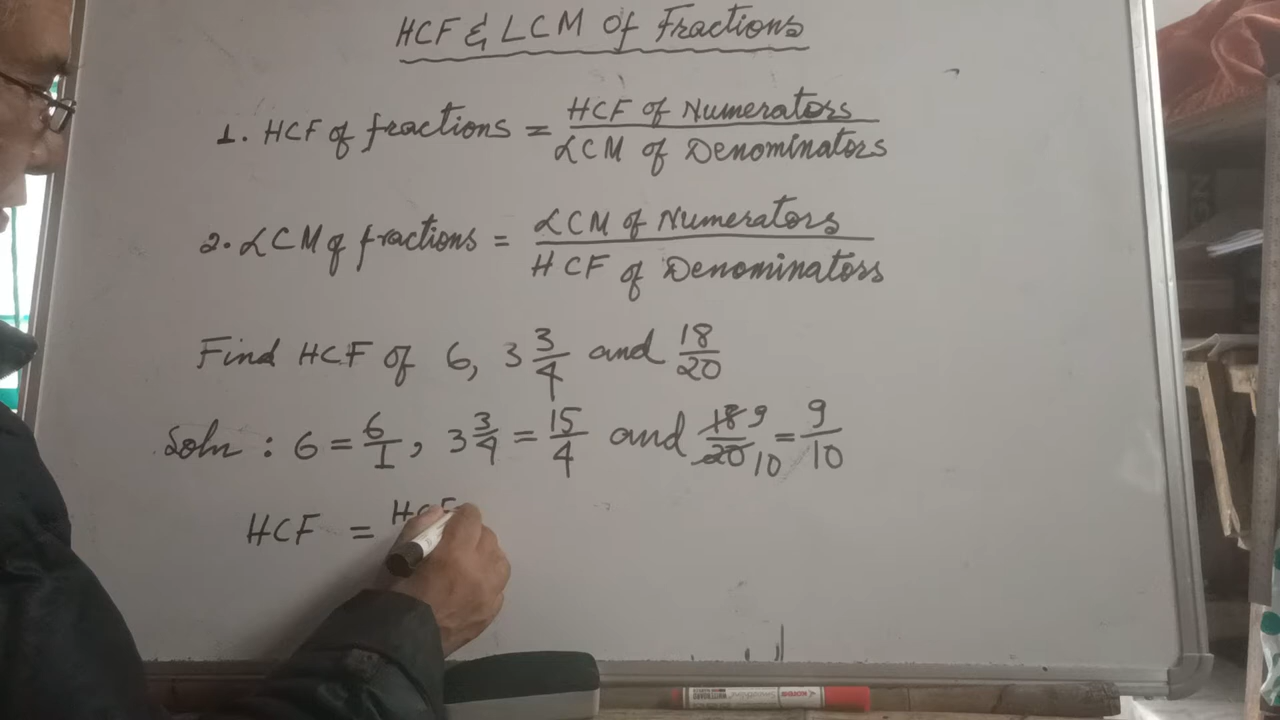 HCF & LCM Of Fractions
1. HCF of fractions = HCF of Numerators / LCM of Denominators
2. LCM of fractions = LCM of Numerators / HCF of Denominators
Find HCF of 6, 3 3/4 and 18/20
Soln : 6 = 6/1, 3 3/4 = 15/4 and 18/20 9/10 = 9/10
HCF = HCF